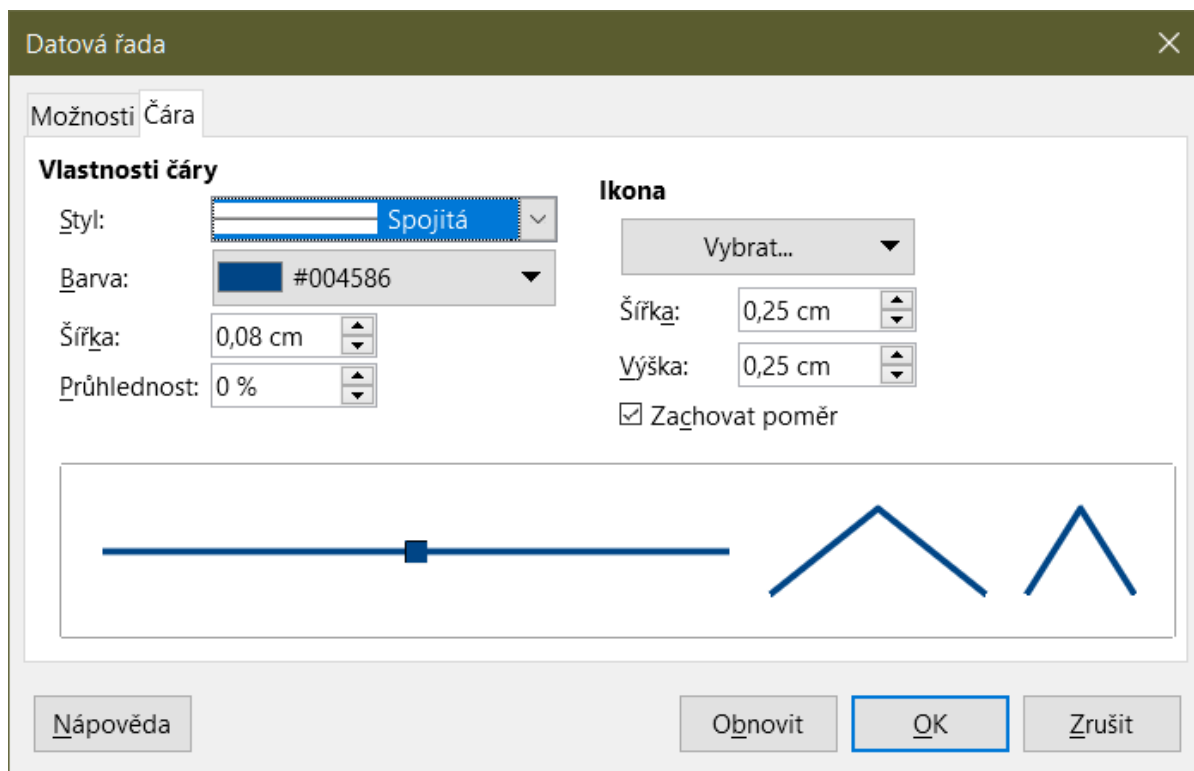 Datová řada
Možnosti Čára
Vlastnosti čáry
Styl: Spojitá
Barva: #004586
Šířka: 0,08 cm
Průhlednost: 0 %
Ikona
Vybrat...
Šířka: 0,25 cm
Výška: 0,25 cm
Zachovat poměr
Nápověda Obnovit OK Zrušit